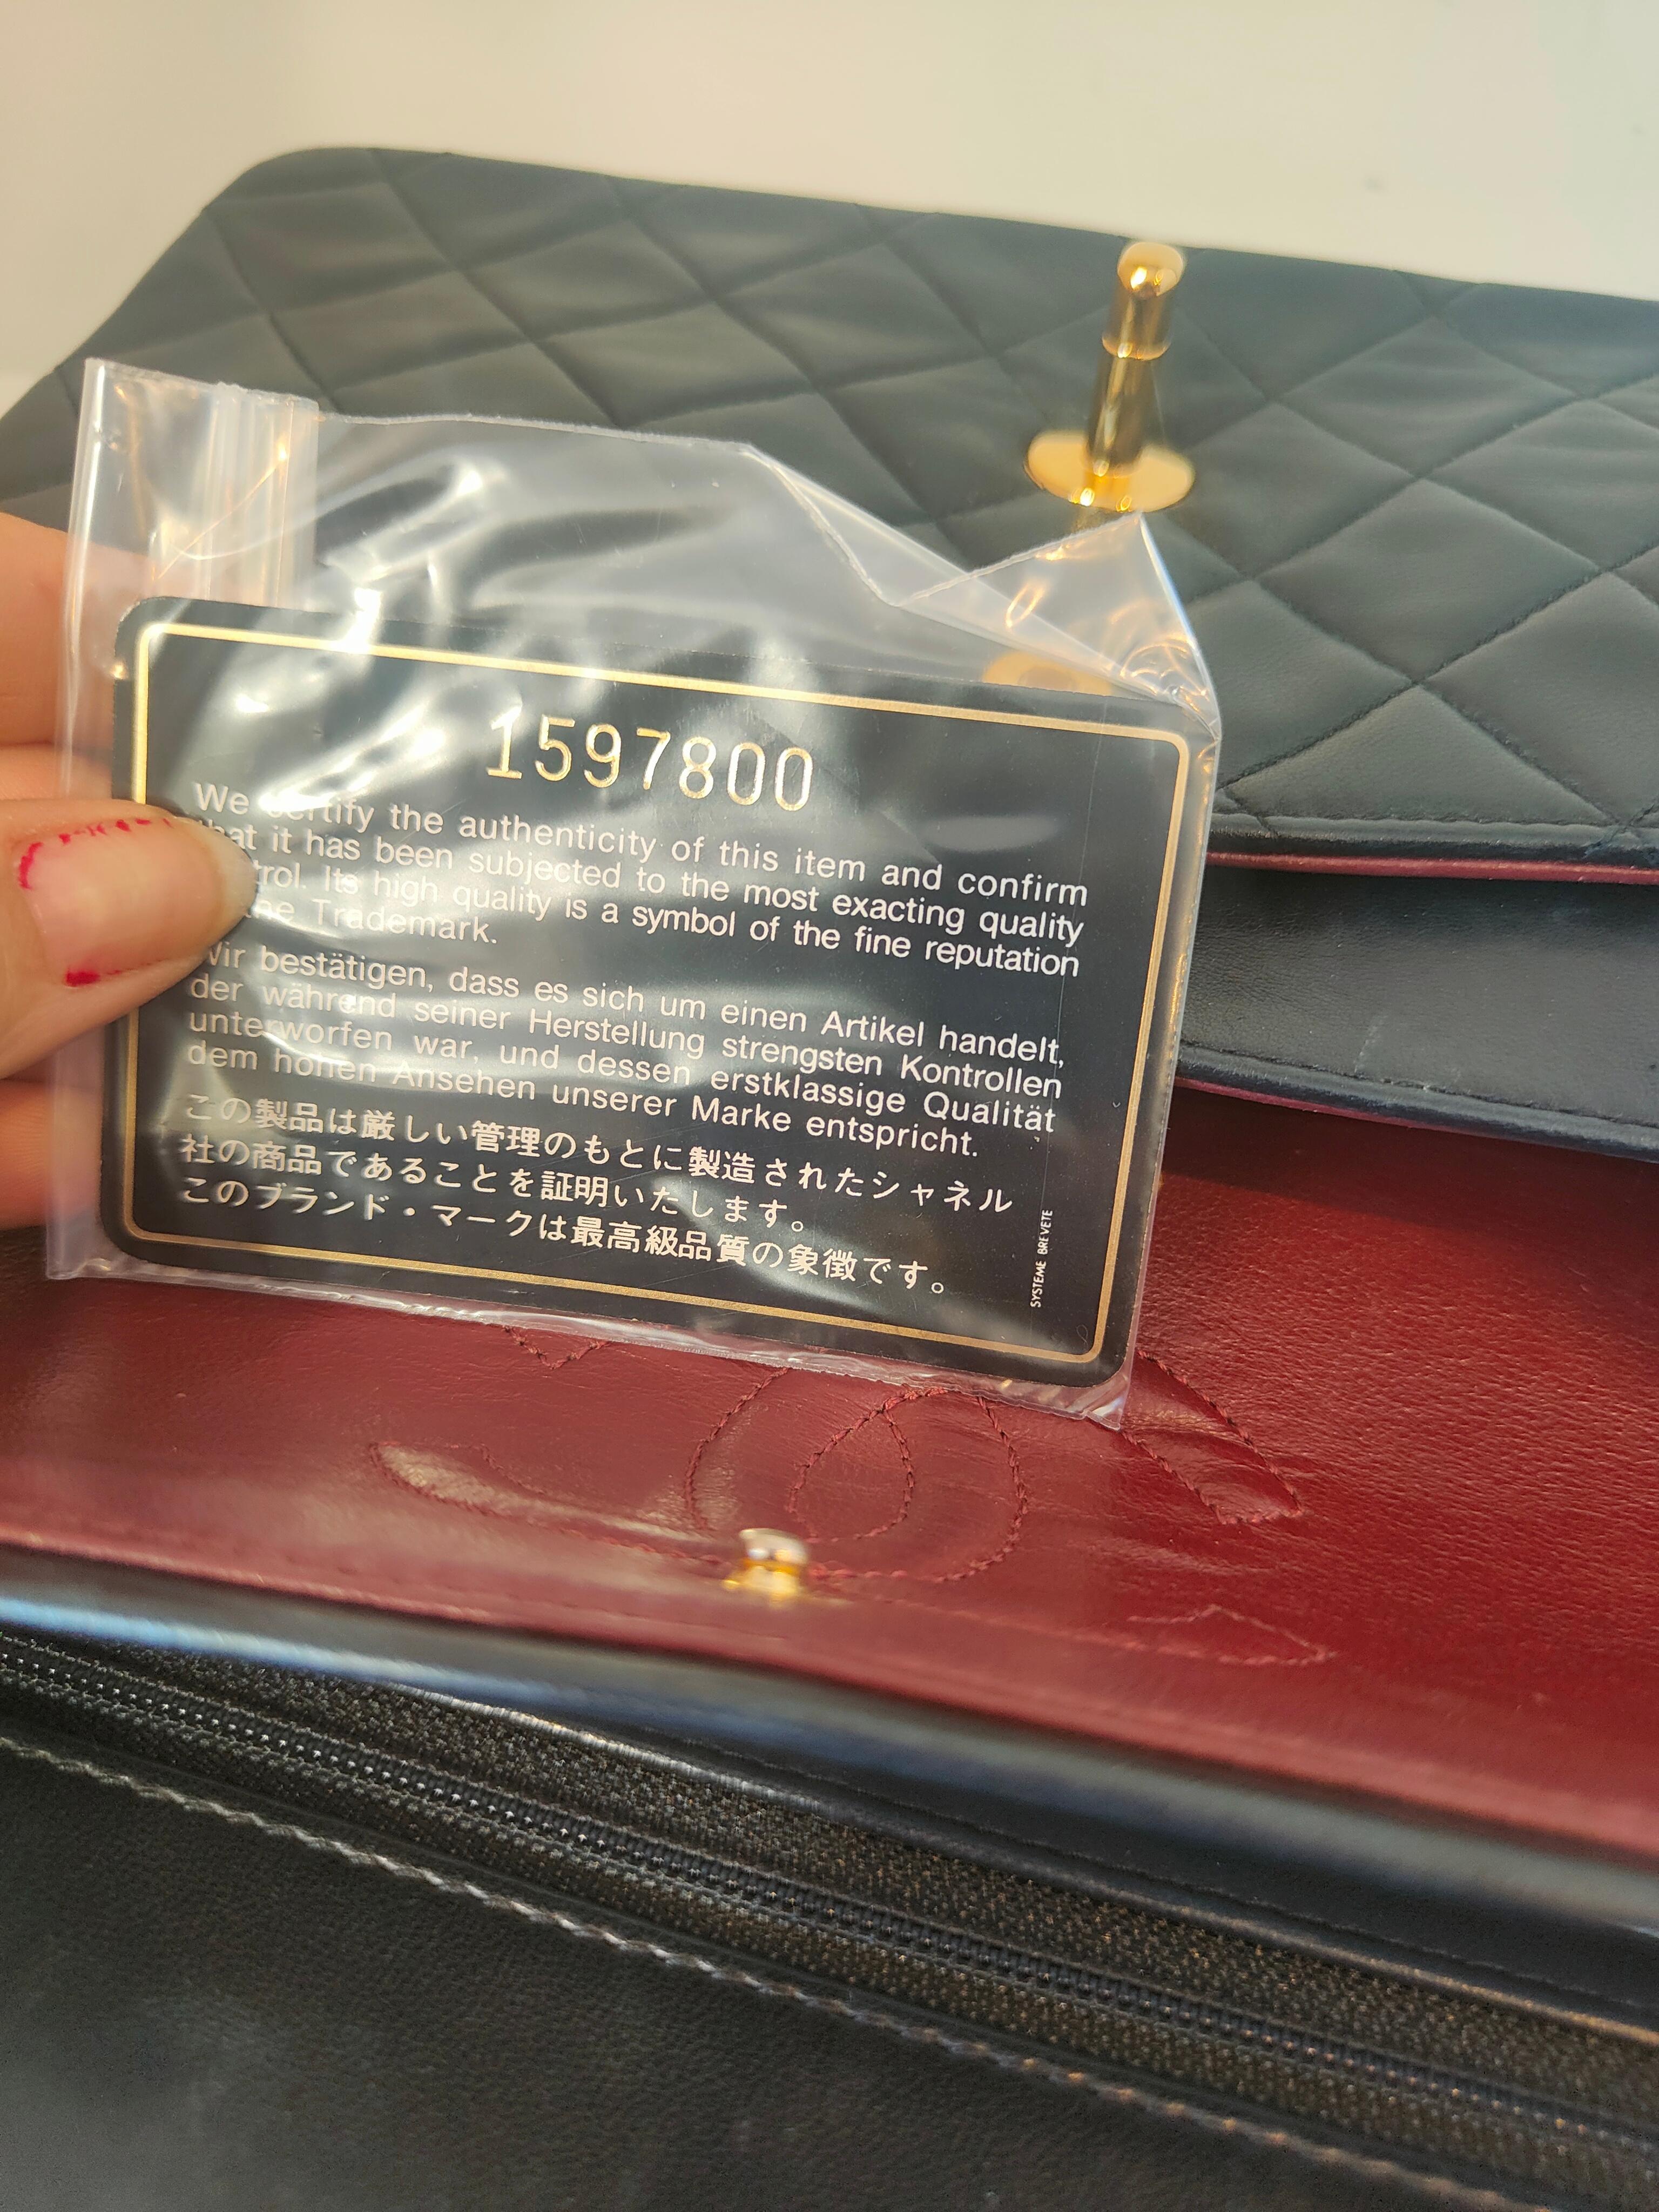 1597800
We certify the authenticity of this item and confirm
that it has been subjected to the most exacting quality
control. Its high quality is a symbol of the fine reputation
the Trademark.
Wir bestätigen, dass es sich um einen Artikel handelt,
der während seiner Herstellung strengsten Kontrollen
unterworfen war, und dessen erstklassige Qualität
dem hohen Ansehen unserer Marke entspricht.
この製品は厳しい管理のもとに製造されたシャネル
社の商品であることを証明いたします。
このブランド・マークは最高級品質の象徴です。
SYSTEME BREVETE